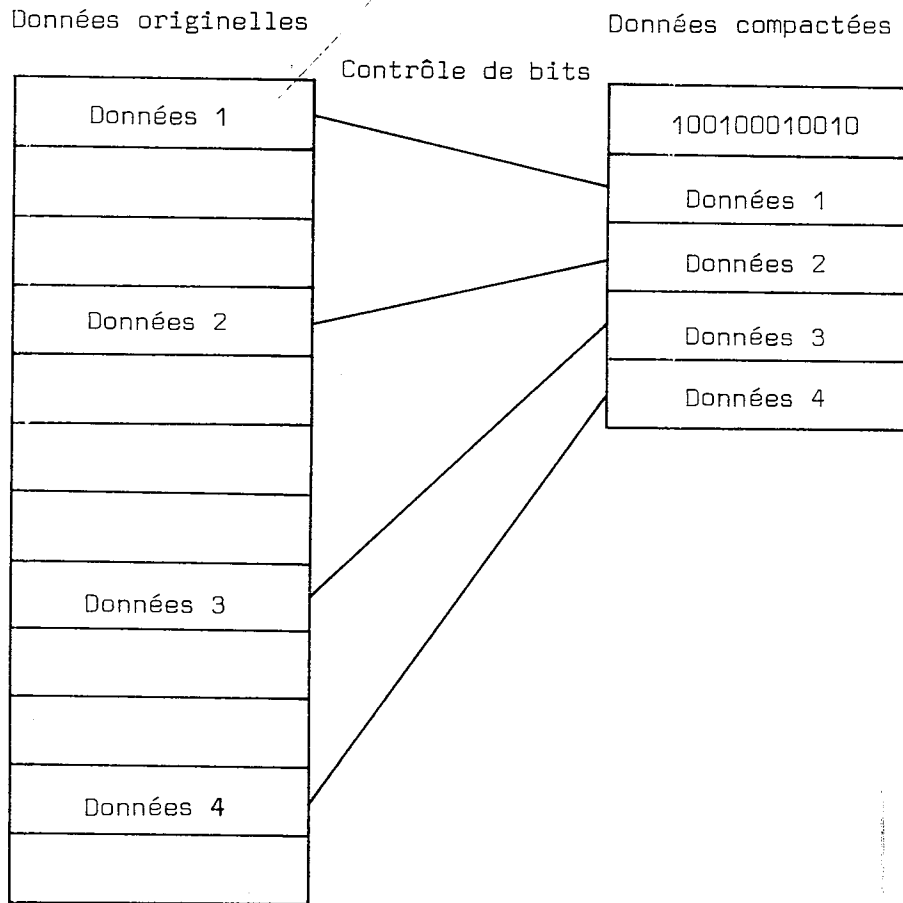 Données originelles
Données compactées
Contrôle de bits
Données 1
Données 2
Données 3
Données 4
100100010010
Données 1
Données 2
Données 3
Données 4